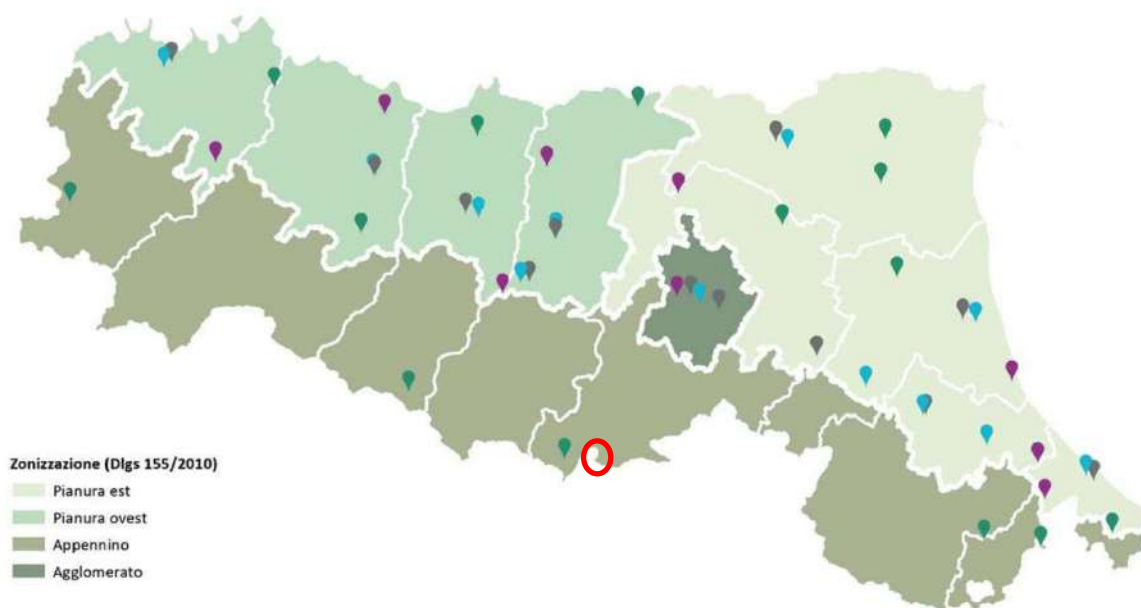 Zonizzazione (Dlgs 155/2010)
Pianura est
Pianura ovest
Appennino
Agglomerato